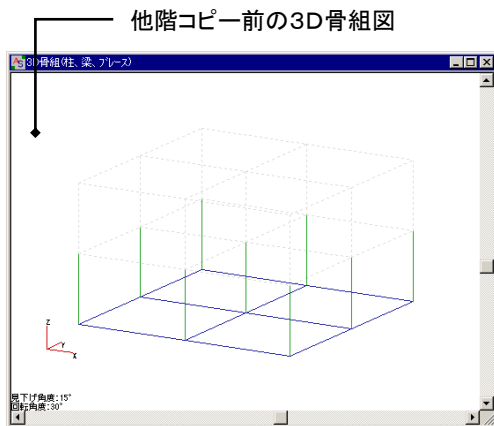 他階コピー前の3D骨組図
3D骨組(柱、梁、ブレース)
Z
Y
X
見下げ角度:15°
回転角度:30°